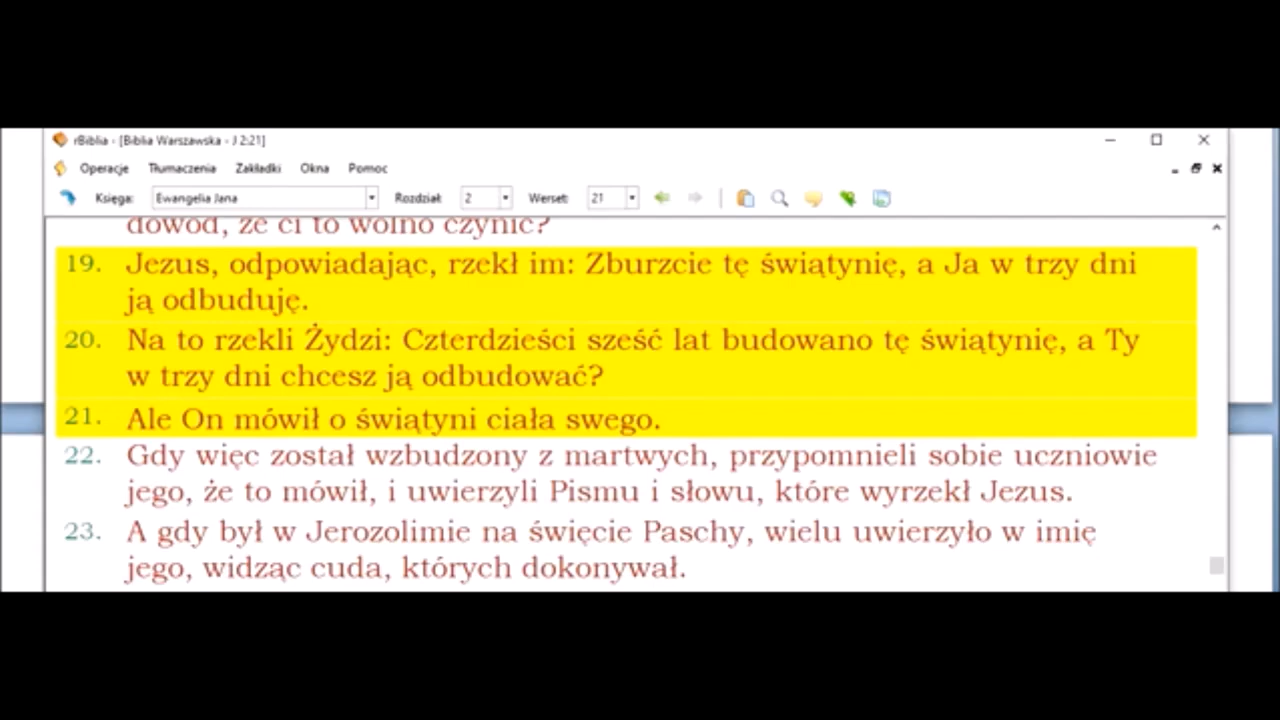 rBiblia - [Biblia Warszawska - J 2:21]
Operacje Tłumaczenia Zakładki Okna Pomoc
Księga: Ewangelia Jana Rozdział 2 Werset: 21
dowód, że ci to wolno czynić?
19. Jezus, odpowiadając, rzekł im: Zburzcie tę świątynię, a Ja w trzy dni
ją odbuduję.
20. Na to rzekli Żydzi: Czterdzieści sześć lat budowano tę świątynię, a Ty
w trzy dni chcesz ją odbudować?
21. Ale On mówił o świątyni ciała swego.
22. Gdy więc został wzbudzony z martwych, przypomnieli sobie uczniowie
jego, że to mówił, i uwierzyli Pismu i słowu, które wyrzekł Jezus.
23. A gdy był w Jerozolimie na święcie Paschy, wielu uwierzyło w imię
jego, widząc cuda, których dokonywał.